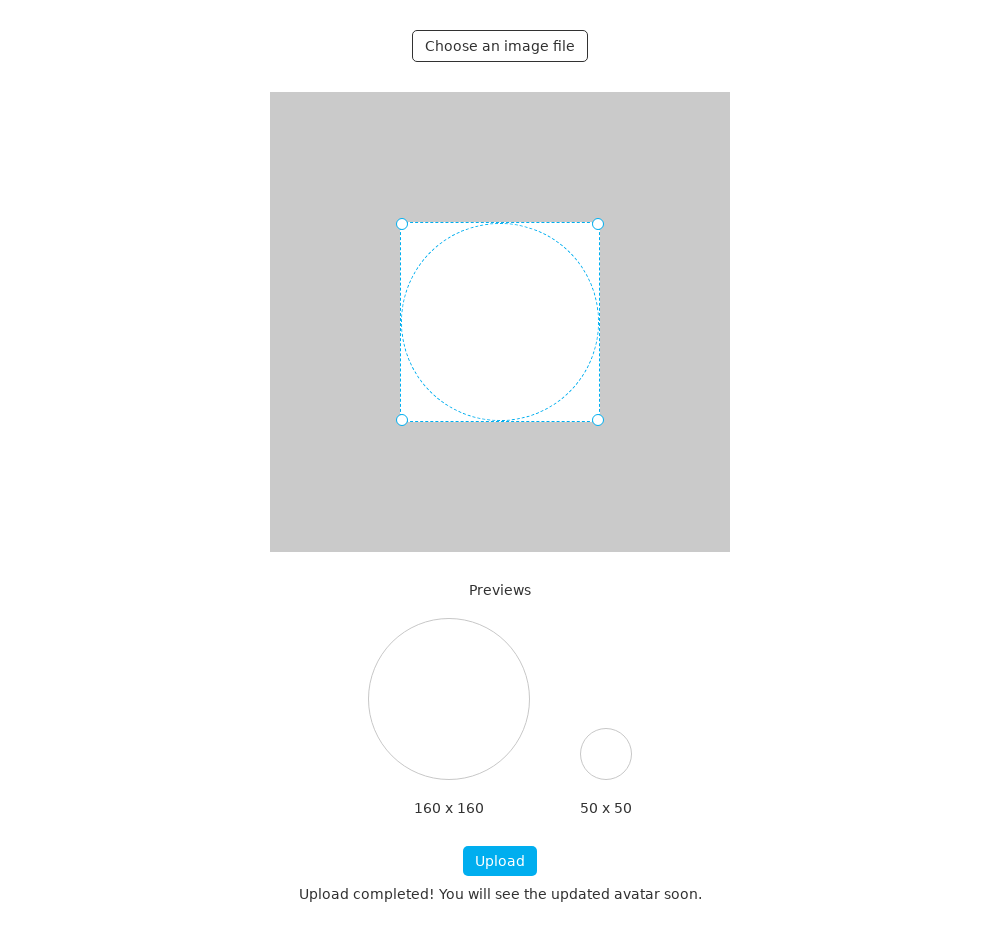 Choose an image file
Previews
160 x 160
50 x 50
Upload
Upload completed! You will see the updated avatar soon.